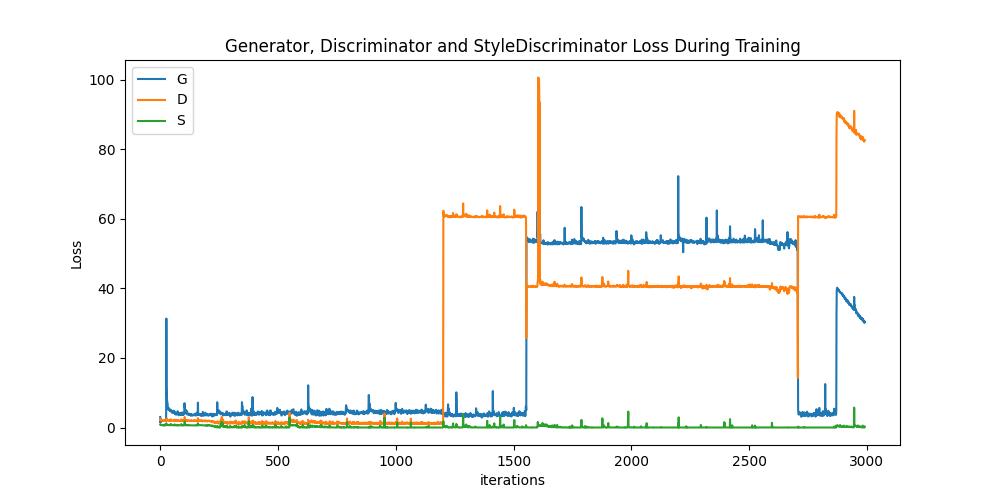 Generator, Discriminator and StyleDiscriminator Loss During Training
G
D
S
100
80
60
40
20
0
Loss
0 500 1000 1500 2000 2500 3000
iterations